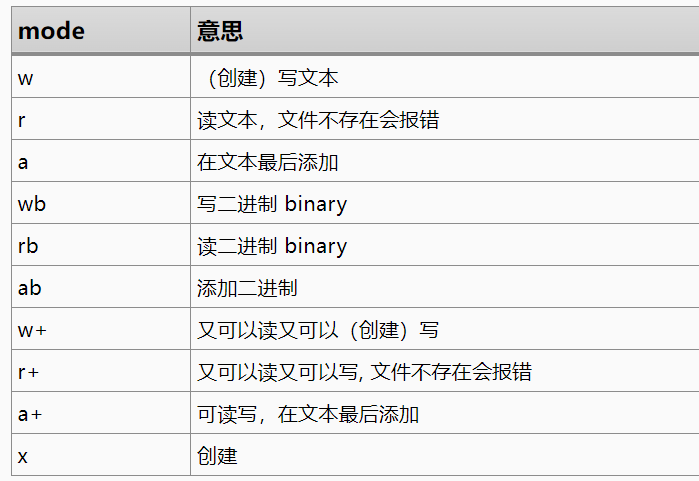 mode 意思
w （创建）写文本
r 读文本，文件不存在会报错
a 在文本最后添加
wb 写二进制 binary
rb 读二进制 binary
ab 添加二进制
w+ 又可以读又可以（创建）写
r+ 又可以读又可以写, 文件不存在会报错
a+ 可读写，在文本最后添加
x 创建